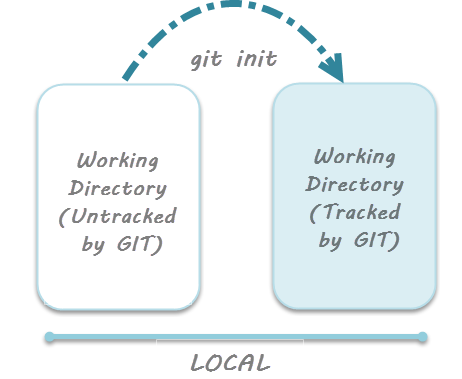 git init
Working
Directory
(Untracked
by GIT)
Working
Directory
(Tracked
by GIT)
LOCAL